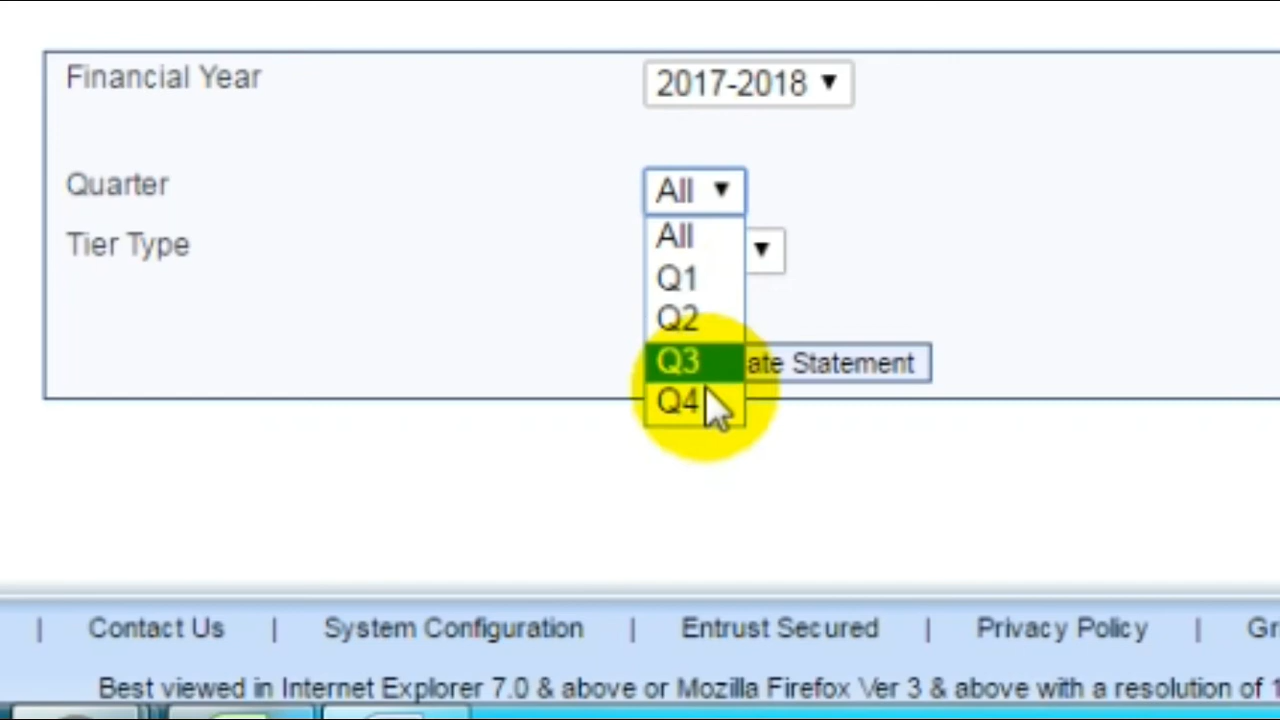 Financial Year 2017-2018
Quarter All
All
Tier Type
Q1
Q2
Q3 ate Statement
Q4
| Contact Us | System Configuration | Entrust Secured | Privacy Policy | Gr
Best viewed in Internet Explorer 7.0 & above or Mozilla Firefox Ver 3 & above with a resolution of 1